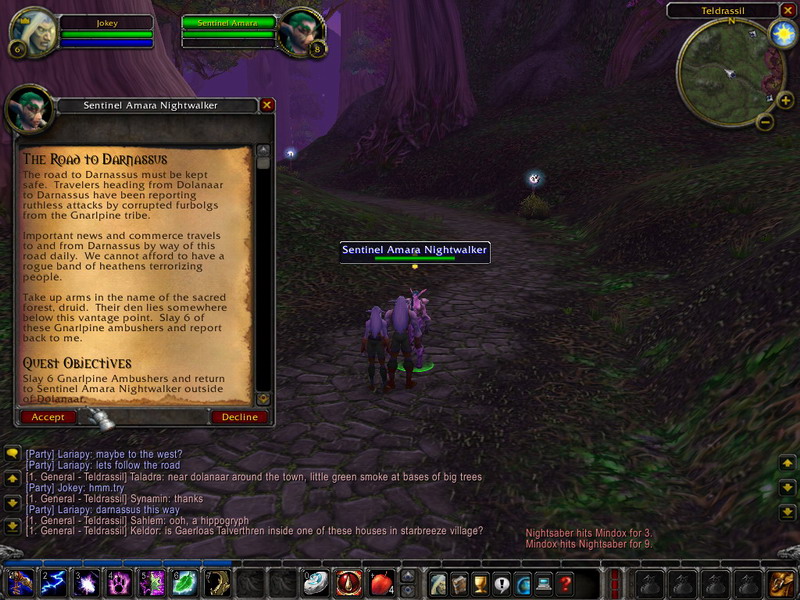 Jokey
6
Sentinel Amara
8
Teldrassil
N
Sentinel Amara Nightwalker
The Road to Darnassus
The road to Darnassus must be kept
safe. Travelers heading from Dolanaar
to Darnassus have been reporting
ruthless attacks by corrupted furbolgs
from the Gnarlpine tribe.
Important news and commerce travels
to and from Darnassus by way of this
road daily. We cannot afford to have a
rogue band of heathens terrorizing
people.
Take up arms in the name of the sacred
forest, druid. Their den lies somewhere
below this vantage point. Slay 6 of
these Gnarlpine ambushers and report
back to me.
Quest Objectives
Slay 6 Gnarlpine Ambushers and return
to Sentinel Amara Nightwalker outside
of Dolanaar.
Accept
Decline
Sentinel Amara Nightwalker
[Party] Lariapy: maybe to the west?
[Party] Lariapy: lets follow the road
[1. General - Teldrassil] Taladra: near dolanaar around the town, little green smoke at bases of big trees
[Party] Jokey: hmm.try
[1. General - Teldrassil] Synamin: thanks
[Party] Lariapy: darnassus this way
[1. General - Teldrassil] Sahlem: ooh, a hippogryph
[1. General - Teldrassil] Keldor: is Gaerloas Talverthren inside one of these houses in starbreeze village?
Nightsaber hits Mindox for 3.
Mindox hits Nightsaber for 9.
2 3 4 5 6 7
4